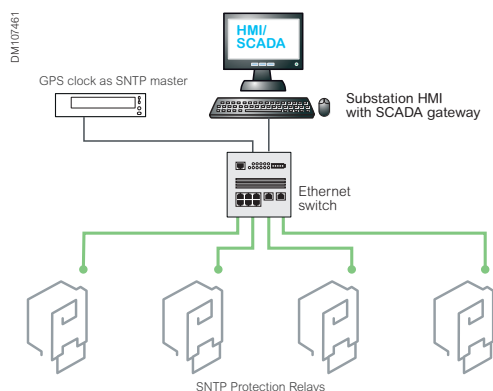 DM107461
HMI/
SCADA
GPS clock as SNTP master
Substation HMI
with SCADA gateway
Ethernet
switch
SNTP Protection Relays